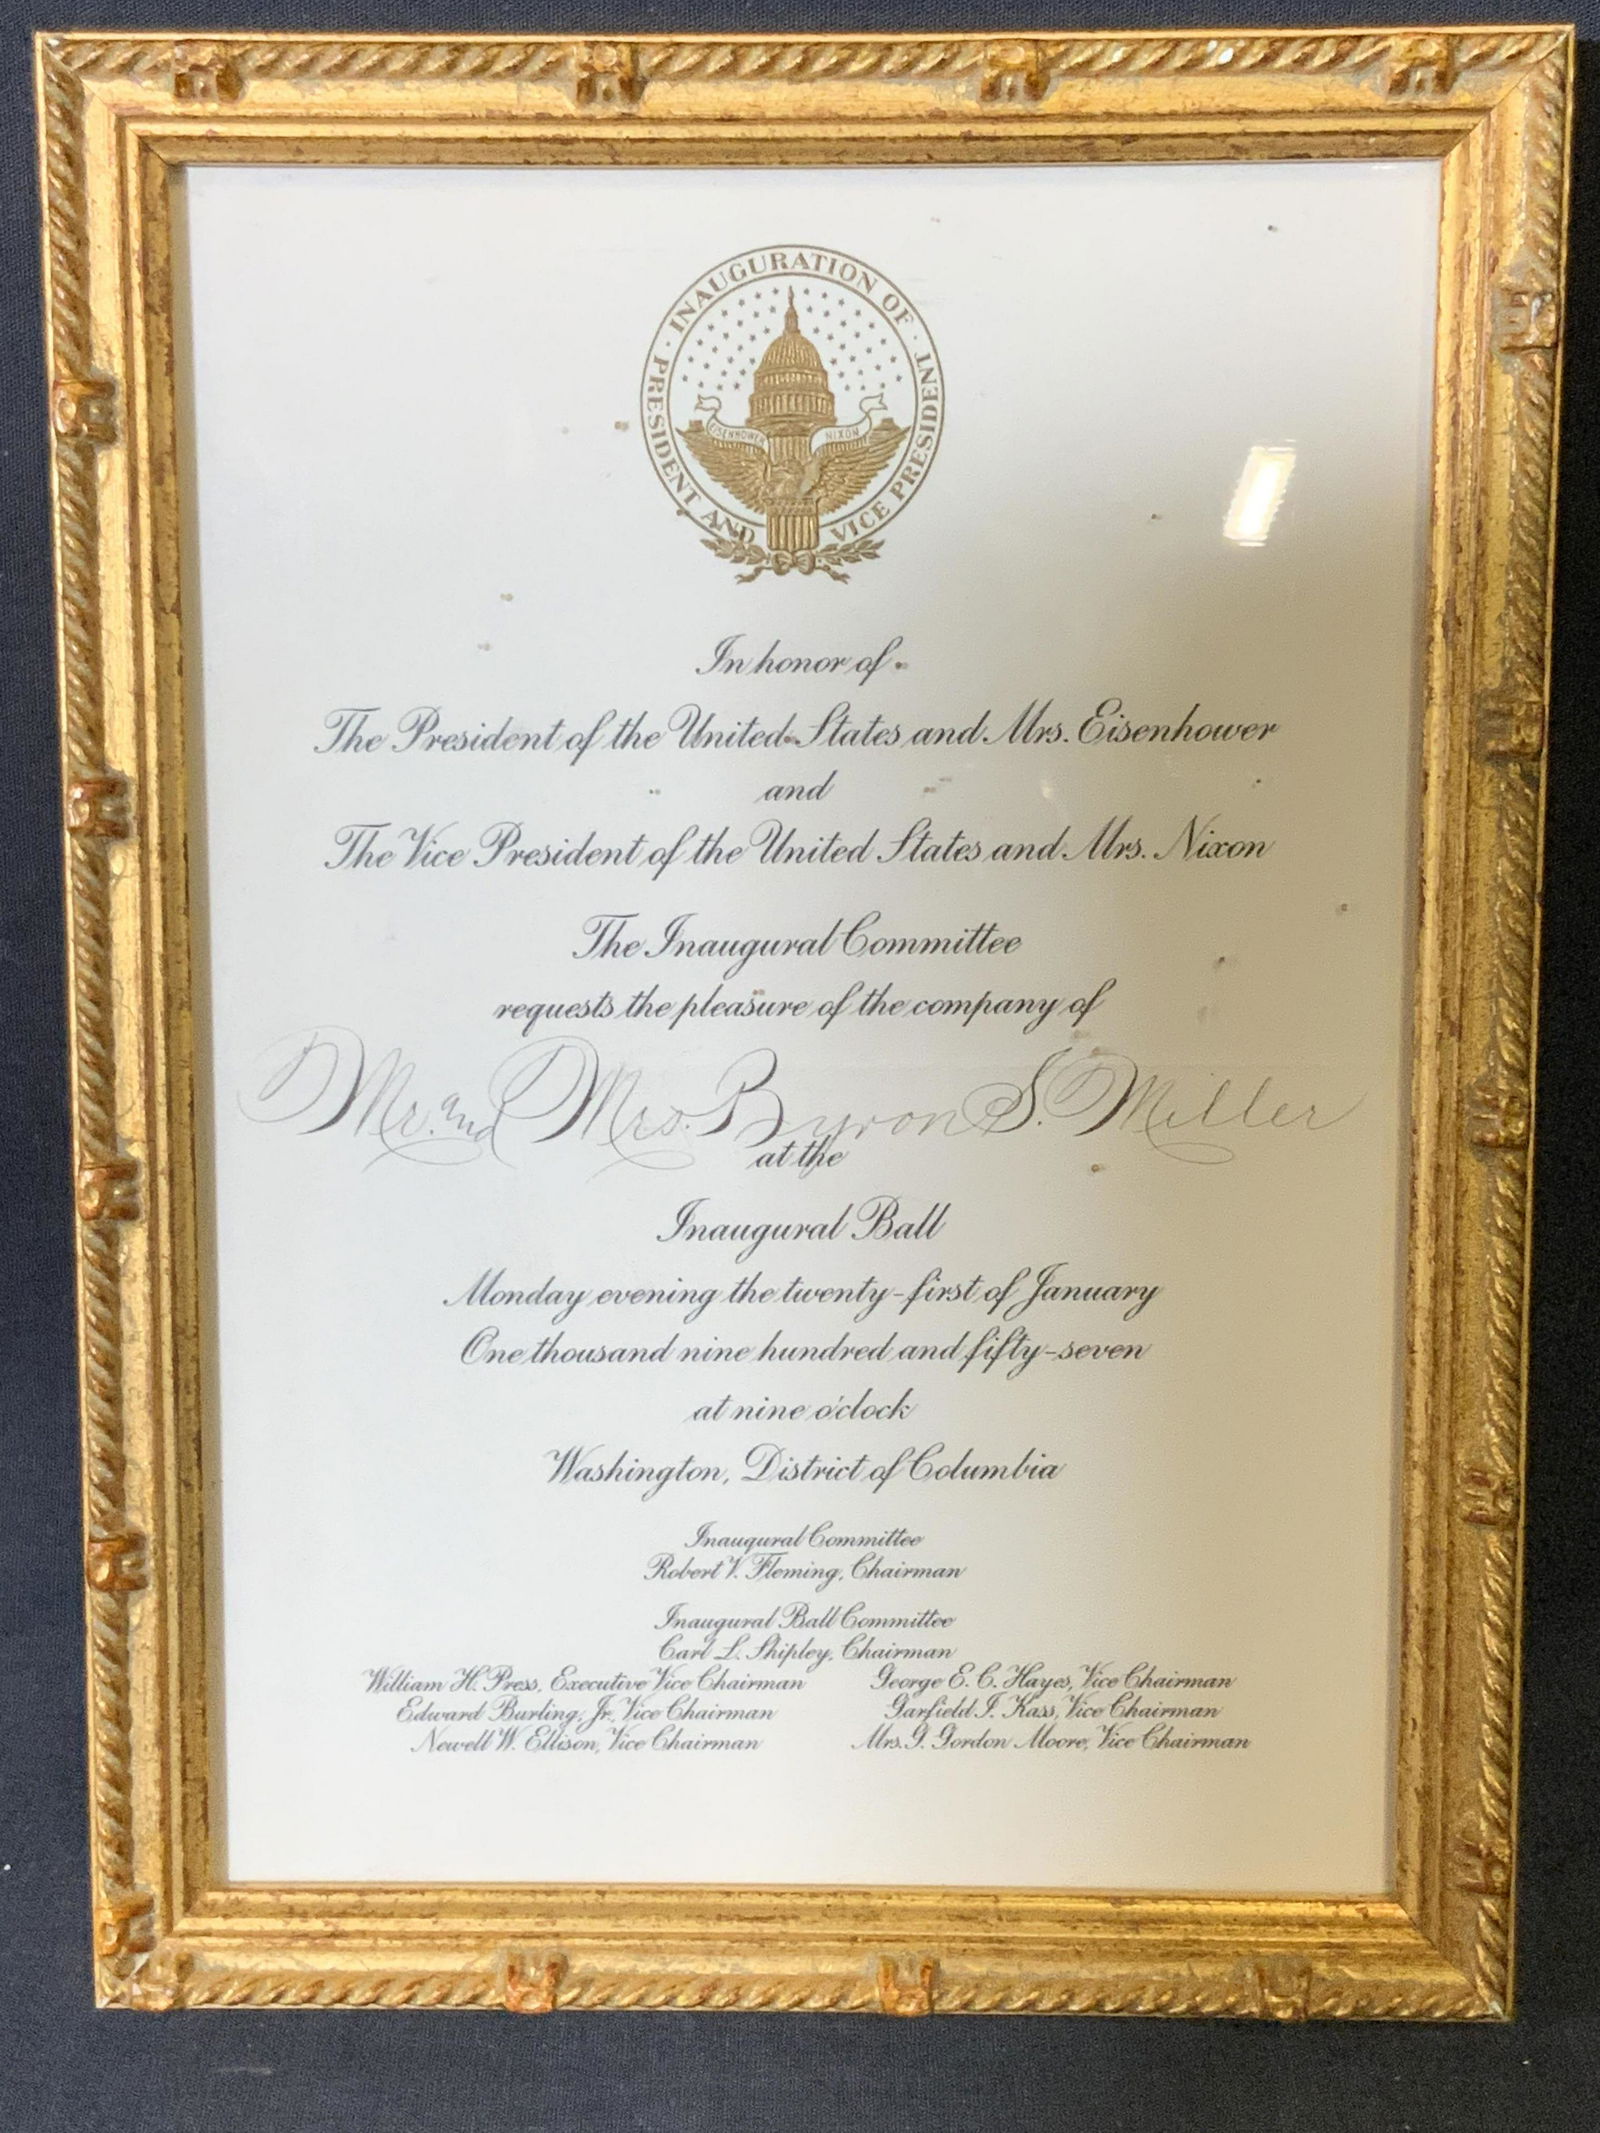 PRESIDENT AND · INAUGURATION OF · VICE PRESIDENT
EISENHOWER NIXON
In honor of
The President of the United States and Mrs. Eisenhower
and
The Vice President of the United States and Mrs. Nixon
The Inaugural Committee
requests the pleasure of the company of
Mr. and Mrs. Byron S. Miller
at the
Inaugural Ball
Monday evening the twenty-first of January
One thousand nine hundred and fifty-seven
at nine o'clock
Washington, District of Columbia
Inaugural Committee
Robert V. Fleming, Chairman
Inaugural Ball Committee
Carl L. Shipley, Chairman
William H. Press, Executive Vice Chairman George E. C. Hayes, Vice Chairman
Edward Burling, Jr., Vice Chairman Garfield I. Kass, Vice Chairman
Newell W. Ellison, Vice Chairman Mrs. G. Gordon Moore, Vice Chairman